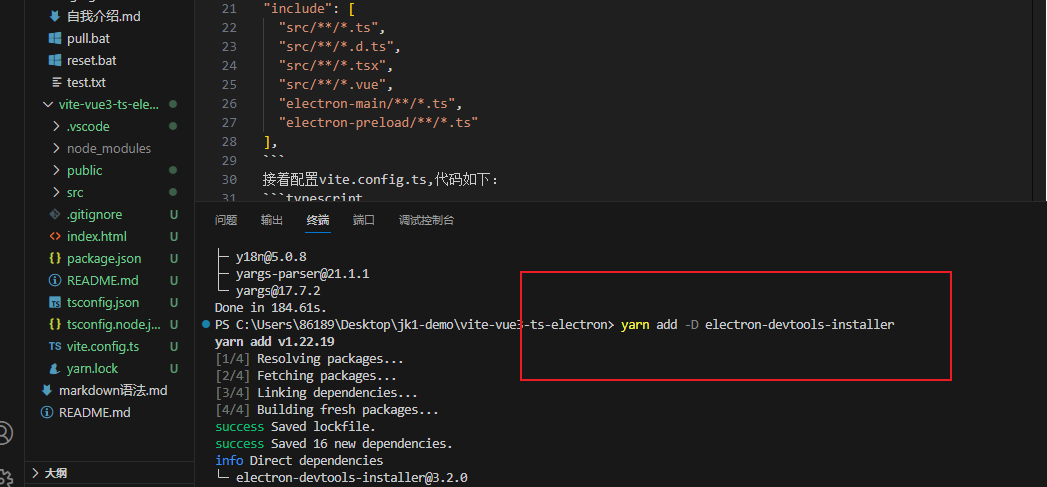 自我介绍.md
pull.bat
reset.bat
test.txt
vite-vue3-ts-ele...
.vscode
node_modules
public
src
.gitignore U
index.html U
package.json U
README.md U
tsconfig.json U
tsconfig.node.j... U
TS vite.config.ts U
yarn.lock U
markdown语法.md
README.md
大纲
21 "include": [
22 "src/**/*.ts",
23 "src/**/*.d.ts",
24 "src/**/*.tsx",
25 "src/**/*.vue",
26 "electron-main/**/*.ts",
27 "electron-preload/**/*.ts"
28 ],
29 ```
30 接着配置vite.config.ts,代码如下:
31 ```typescript
问题 输出 终端 端口 调试控制台
├─ y18n@5.0.8
├─ yargs-parser@21.1.1
└─ yargs@17.7.2
Done in 184.61s.
PS C:\Users\86189\Desktop\jk1-demo\vite-vue3-ts-electron> yarn add -D electron-devtools-installer
yarn add v1.22.19
[1/4] Resolving packages...
[2/4] Fetching packages...
[3/4] Linking dependencies...
[4/4] Building fresh packages...
success Saved lockfile.
success Saved 16 new dependencies.
info Direct dependencies
└─ electron-devtools-installer@3.2.0